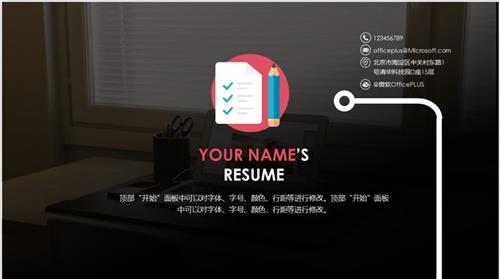 123456789
officeplus@Microsoft.com
北京市海淀区中关村东路1
号清华科技园D座15层
@微软OfficePLUS
YOUR NAME'S
RESUME
顶部“开始”面板中可以对字体、字号、颜色、行距等进行修改。顶部“开始”面板
中可以对字体、字号、颜色、行距等进行修改。